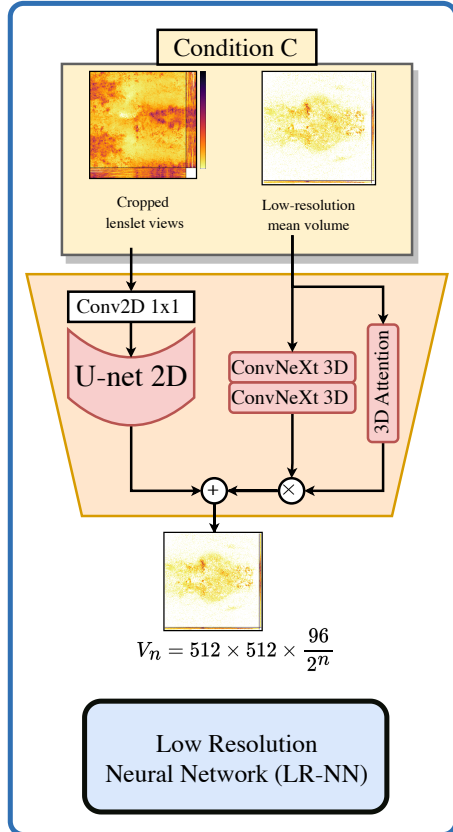 Condition C
Cropped
lenslet views
Low-resolution
mean volume
Conv2D 1x1
U-net 2D
ConvNeXt 3D
ConvNeXt 3D
3D Attention
+
×
V_n = 512 × 512 × 96/2^n
Low Resolution
Neural Network (LR-NN)